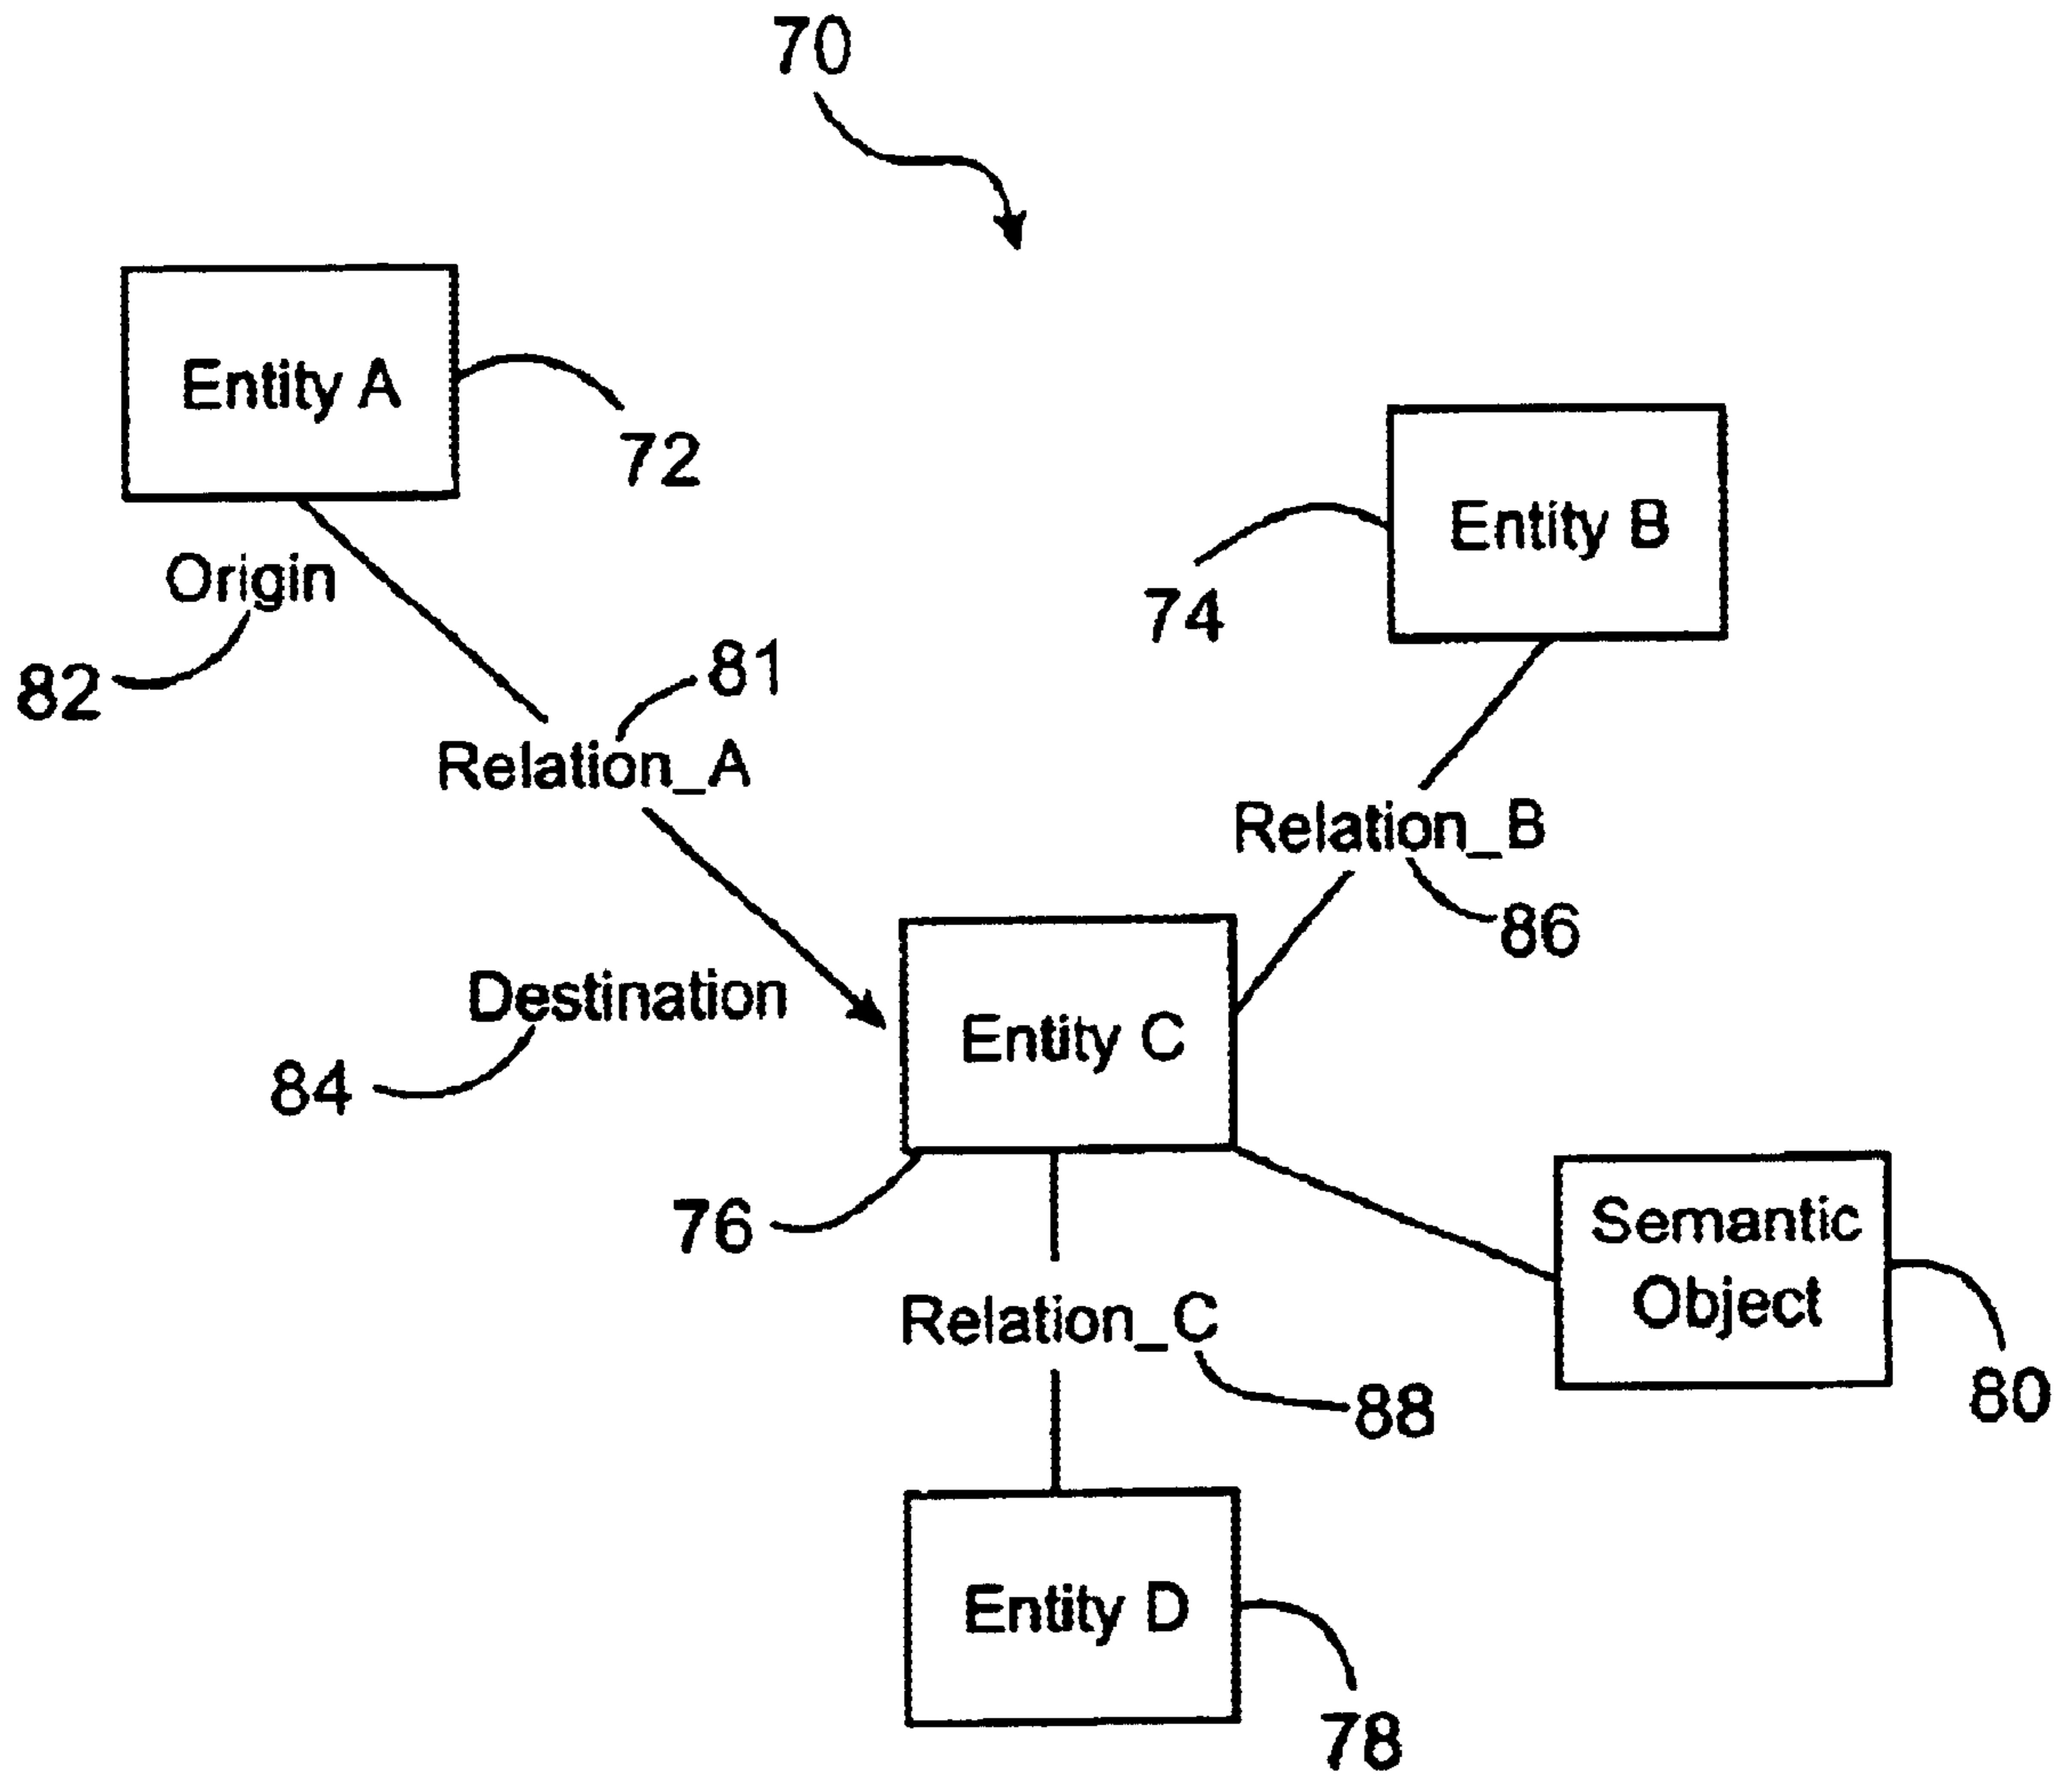 70
Entity A
72
Entity B
74
Origin
82
81
Relation_A
Relation_B
86
Destination
84
Entity C
76
Semantic
Object
80
Relation_C
88
Entity D
78